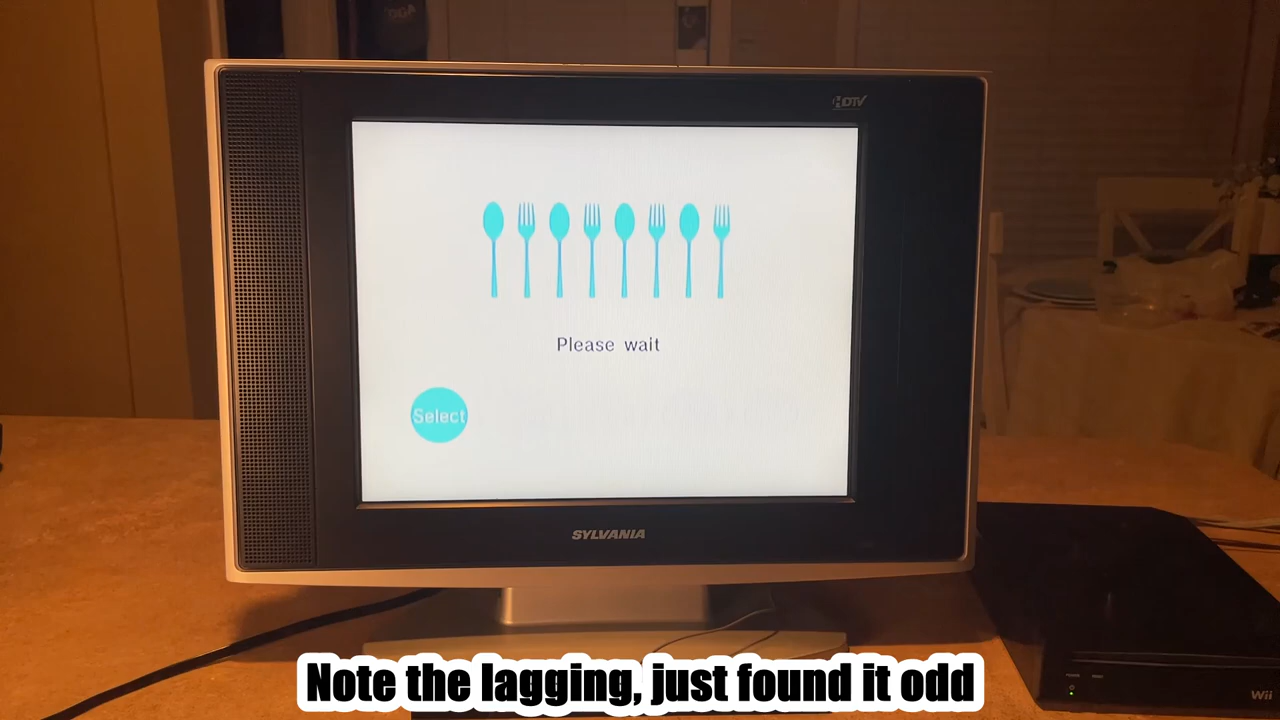 HDTV
Please wait
Select
SYLVANIA
Wii
Note the lagging, just found it odd